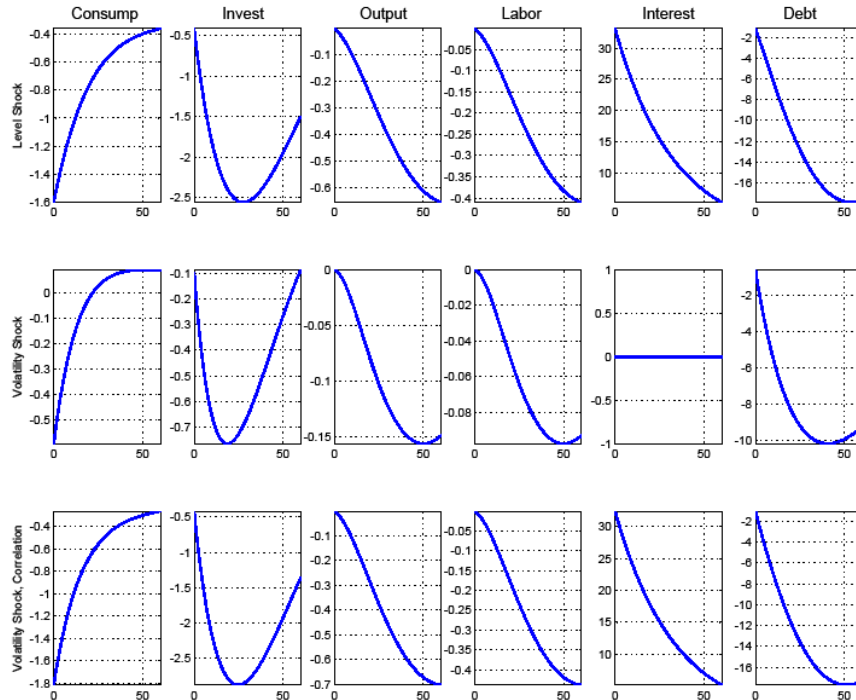 Consump Invest Output Labor Interest Debt
Level Shock
-0.4 -0.6 -0.8 -1 -1.2 -1.4 -1.6 0 50
-0.5 -1 -1.5 -2 -2.5 0 50
-0.1 -0.2 -0.3 -0.4 -0.5 -0.6 0 50
-0.05 -0.1 -0.15 -0.2 -0.25 -0.3 -0.35 -0.4 0 50
30 25 20 15 10 0 50
-2 -4 -6 -8 -10 -12 -14 -16 0 50
Volatility Shock
0 -0.1 -0.2 -0.3 -0.4 -0.5 0 50
-0.1 -0.2 -0.3 -0.4 -0.5 -0.6 -0.7 0 50
0 -0.05 -0.1 -0.15 0 50
0 -0.02 -0.04 -0.06 -0.08 0 50
1 0.5 0 -0.5 -1 0 50
-2 -4 -6 -8 -10 0 50
Volatility Shock, Correlation
-0.4 -0.6 -0.8 -1 -1.2 -1.4 -1.6 -1.8 0 50
-0.5 -1 -1.5 -2 -2.5 0 50
-0.1 -0.2 -0.3 -0.4 -0.5 -0.6 -0.7 0 50
-0.05 -0.1 -0.15 -0.2 -0.25 -0.3 -0.35 -0.4 0 50
30 25 20 15 10 0 50
-2 -4 -6 -8 -10 -12 -14 -16 0 50